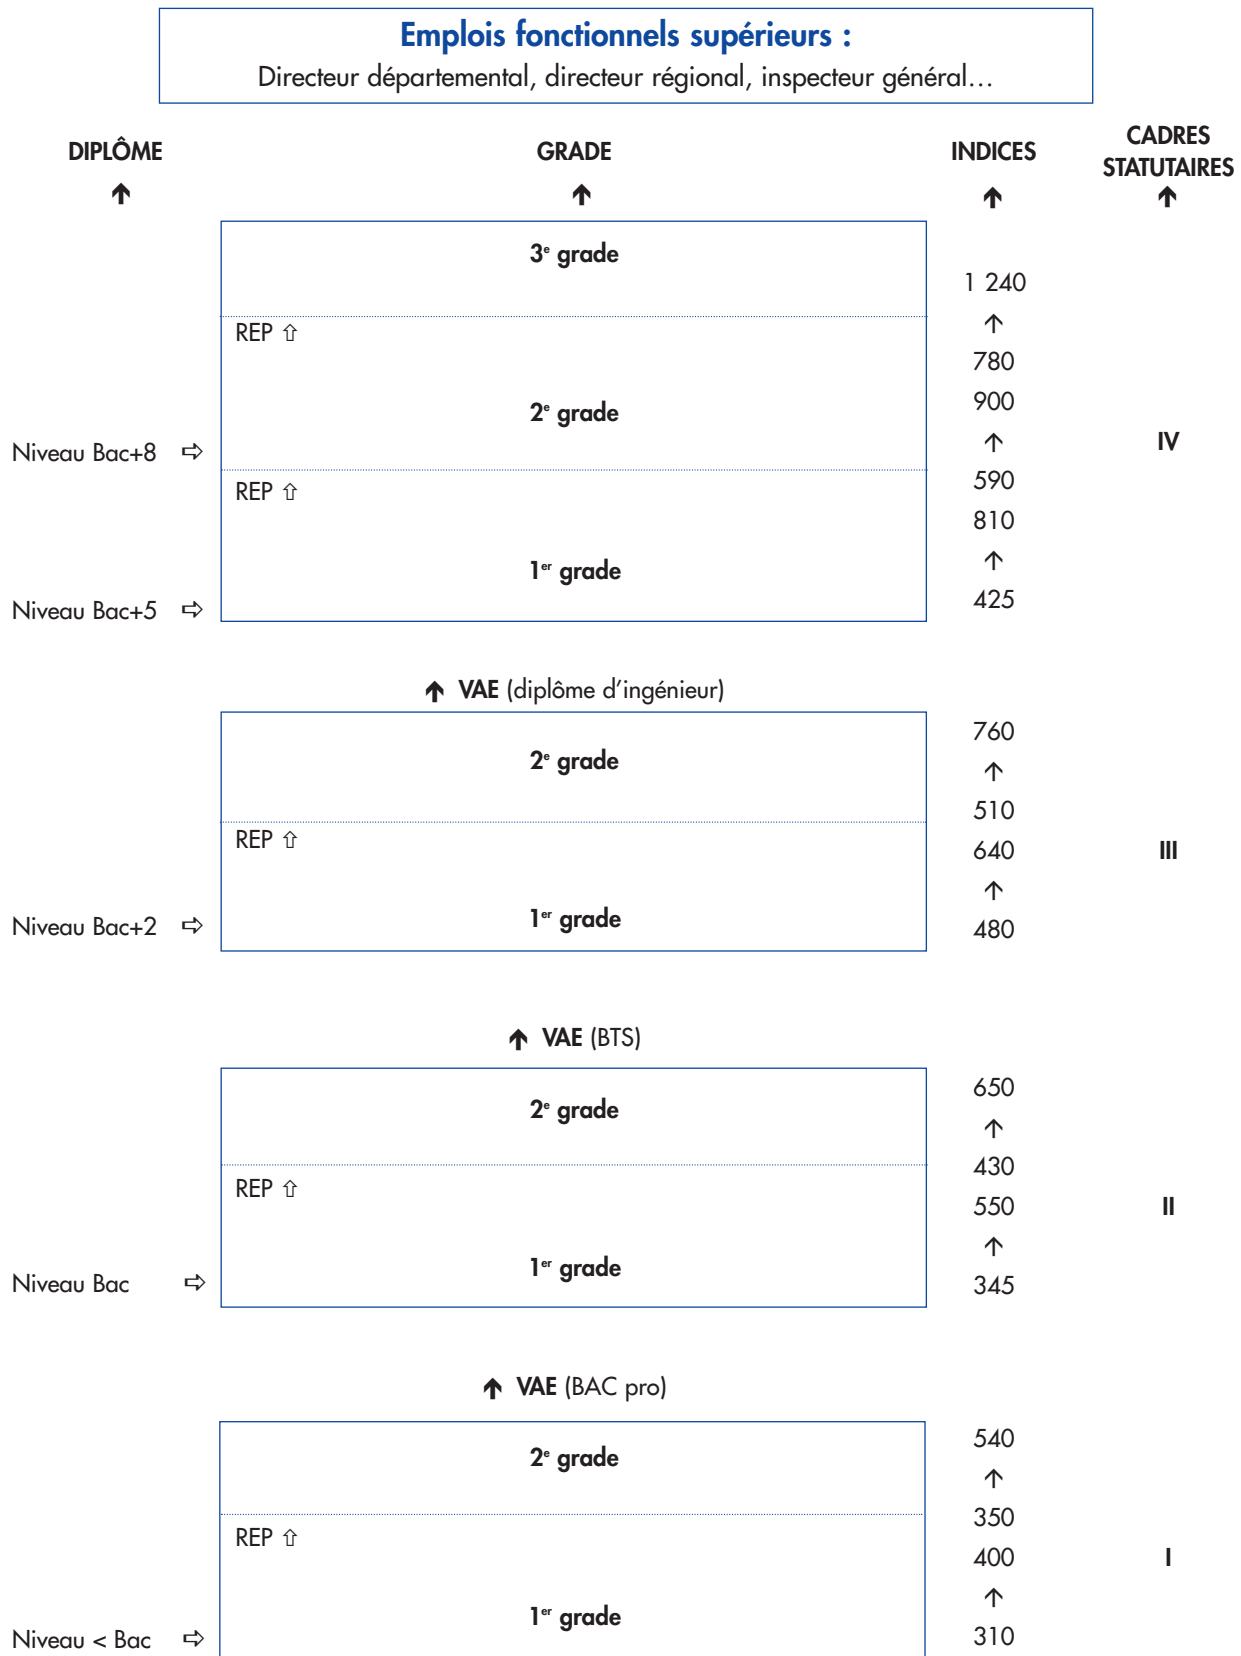 Emplois fonctionnels supérieurs :
Directeur départemental, directeur régional, inspecteur général…
DIPLÔME GRADE INDICES CADRES STATUTAIRES
3e grade
1 240
REP
780
2e grade 900
Niveau Bac+8 IV
590
REP
810
1er grade
Niveau Bac+5 425
VAE (diplôme d'ingénieur)
760
2e grade
510
REP
640 III
1er grade
Niveau Bac+2 480
VAE (BTS)
650
2e grade
430
REP
550 II
1er grade
Niveau Bac 345
VAE (BAC pro)
540
2e grade
350
REP
400 I
1er grade
Niveau < Bac 310